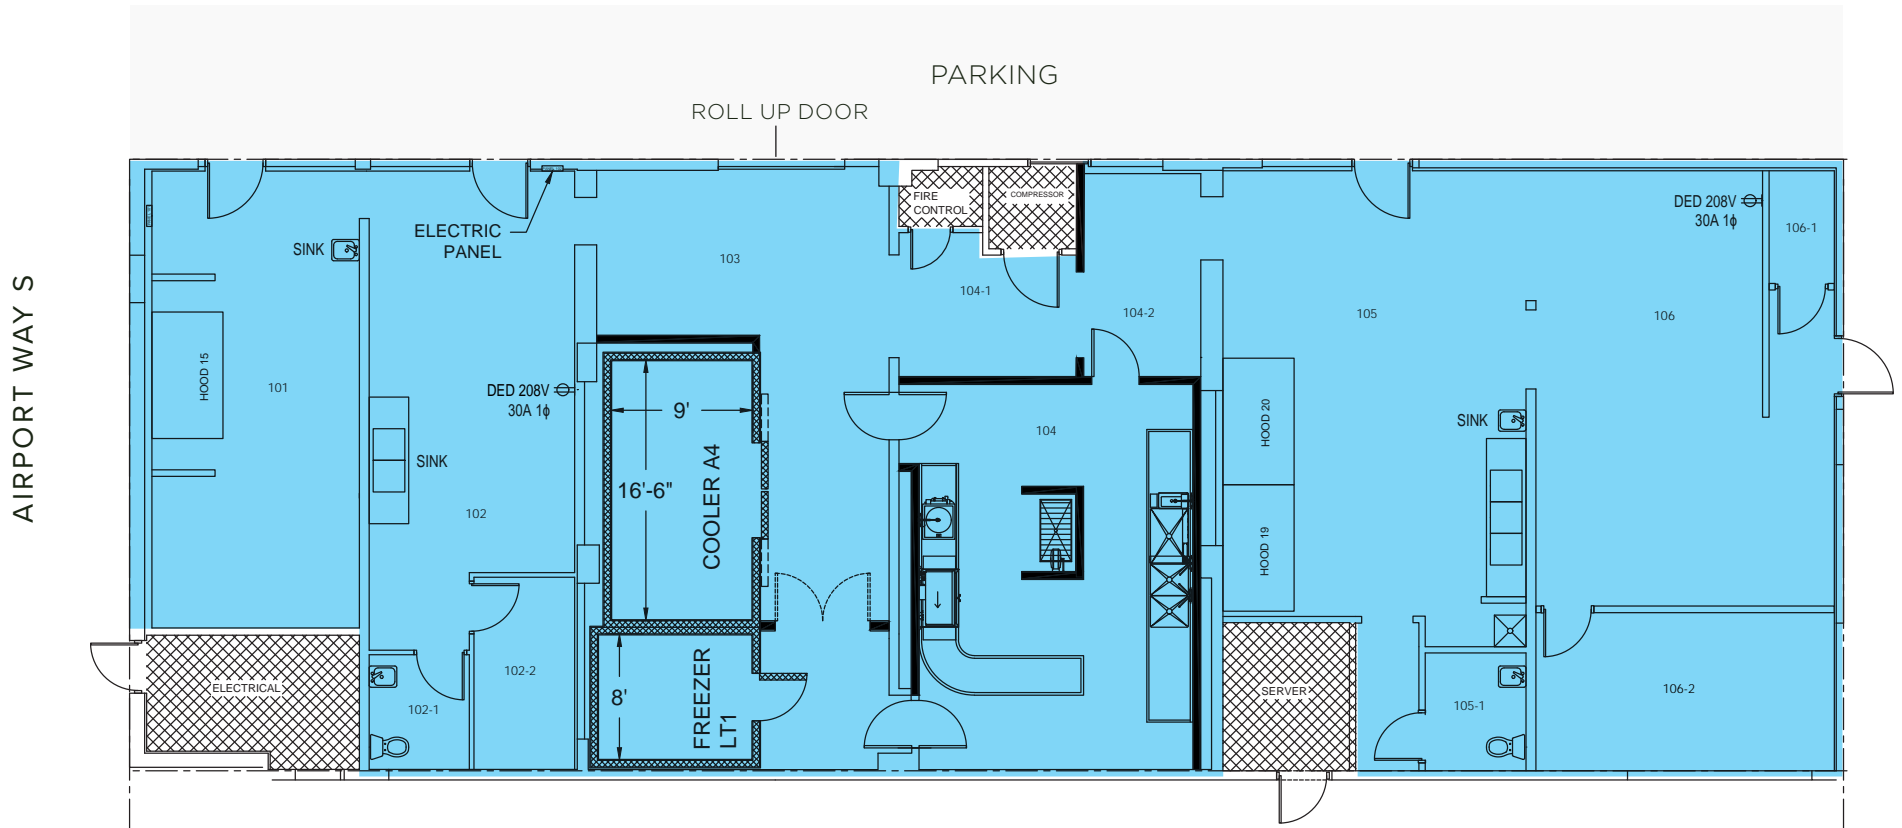 PARKING
ROLL UP DOOR
AIRPORT WAY S
FIRE
CONTROL
COMPRESSOR
ELECTRIC
PANEL
SINK
103
104-1
104-2
105
106
106-1
DED 208V
30A 1ϕ
HOOD 15
101
DED 208V
30A 1ϕ
9'
16'-6"
COOLER A4
104
HOOD 20
SINK
SINK
102
HOOD 19
ELECTRICAL
102-2
102-1
8'
FREEZER
LT1
SERVER
105-1
106-2